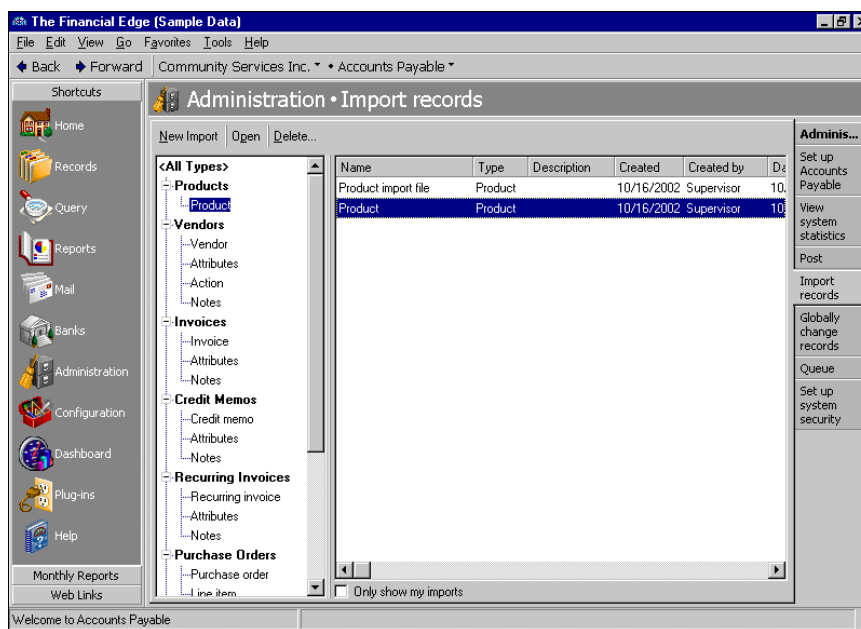 The Financial Edge (Sample Data)
File Edit View Go Favorites Tools Help
Back Forward Community Services Inc. • Accounts Payable
Shortcuts
Home
Records
Query
Reports
Mail
Banks
Administration
Configuration
Dashboard
Plug-ins
Help
Monthly Reports
Web Links
Administration • Import records
New Import Open Delete...
<All Types>
Products
Product
Vendors
Vendor
Attributes
Action
Notes
Invoices
Invoice
Attributes
Notes
Credit Memos
Credit memo
Attributes
Notes
Recurring Invoices
Recurring invoice
Attributes
Notes
Purchase Orders
Purchase order
Line item
Name Type Description Created Created by Da
Product import file Product 10/16/2002 Supervisor 10
Product Product 10/16/2002 Supervisor 10
Only show my imports
Adminis...
Set up
Accounts
Payable
View
system
statistics
Post
Import
records
Globally
change
records
Queue
Set up
system
security
Welcome to Accounts Payable